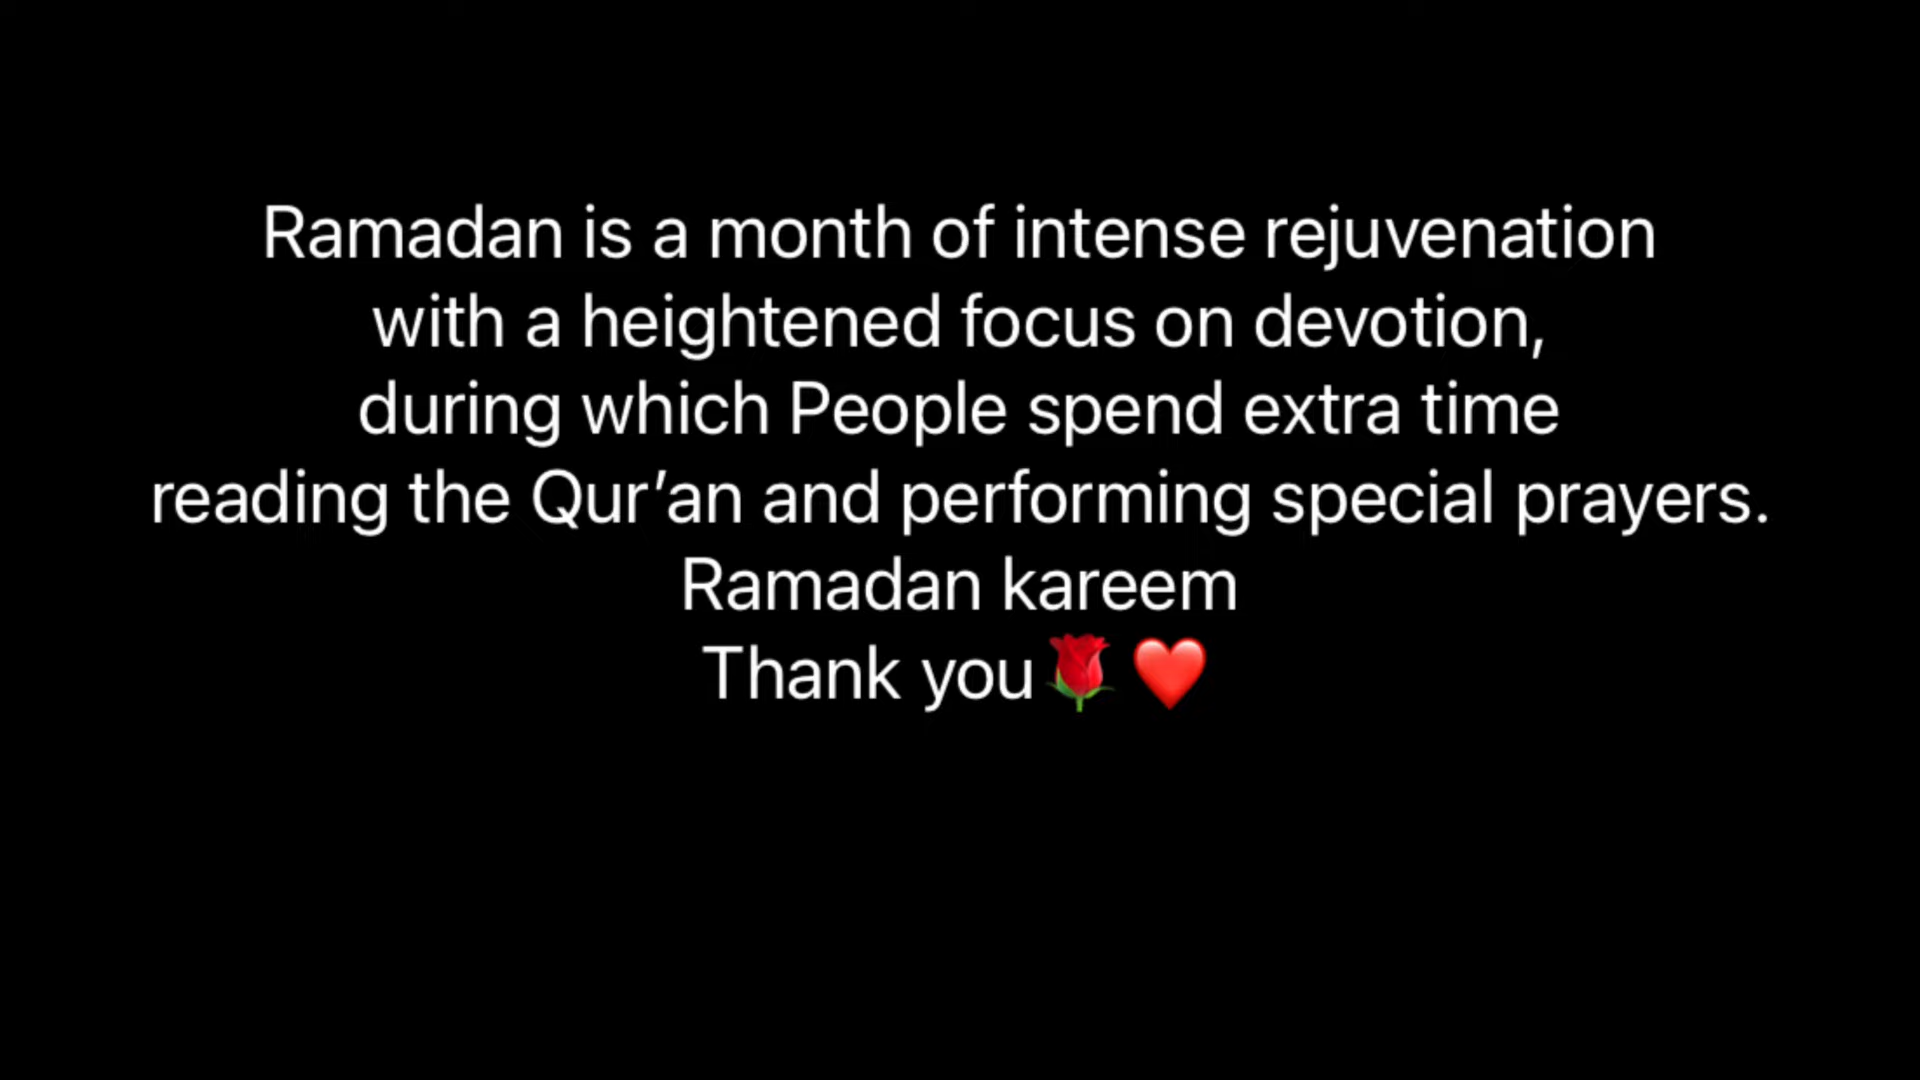 Ramadan is a month of intense rejuvenation
with a heightened focus on devotion,
during which People spend extra time
reading the Qur’an and performing special prayers.
Ramadan kareem
Thank you🌹❤️